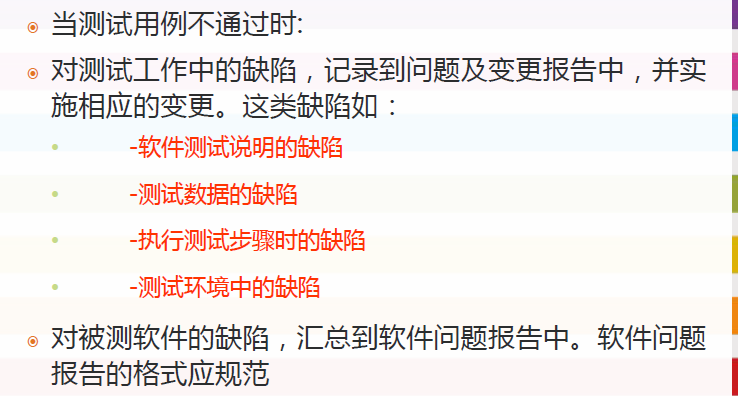 当测试用例不通过时:
对测试工作中的缺陷，记录到问题及变更报告中，并实
施相应的变更。这类缺陷如：
-软件测试说明的缺陷
-测试数据的缺陷
-执行测试步骤时的缺陷
-测试环境中的缺陷
对被测软件的缺陷，汇总到软件问题报告中。软件问题
报告的格式应规范